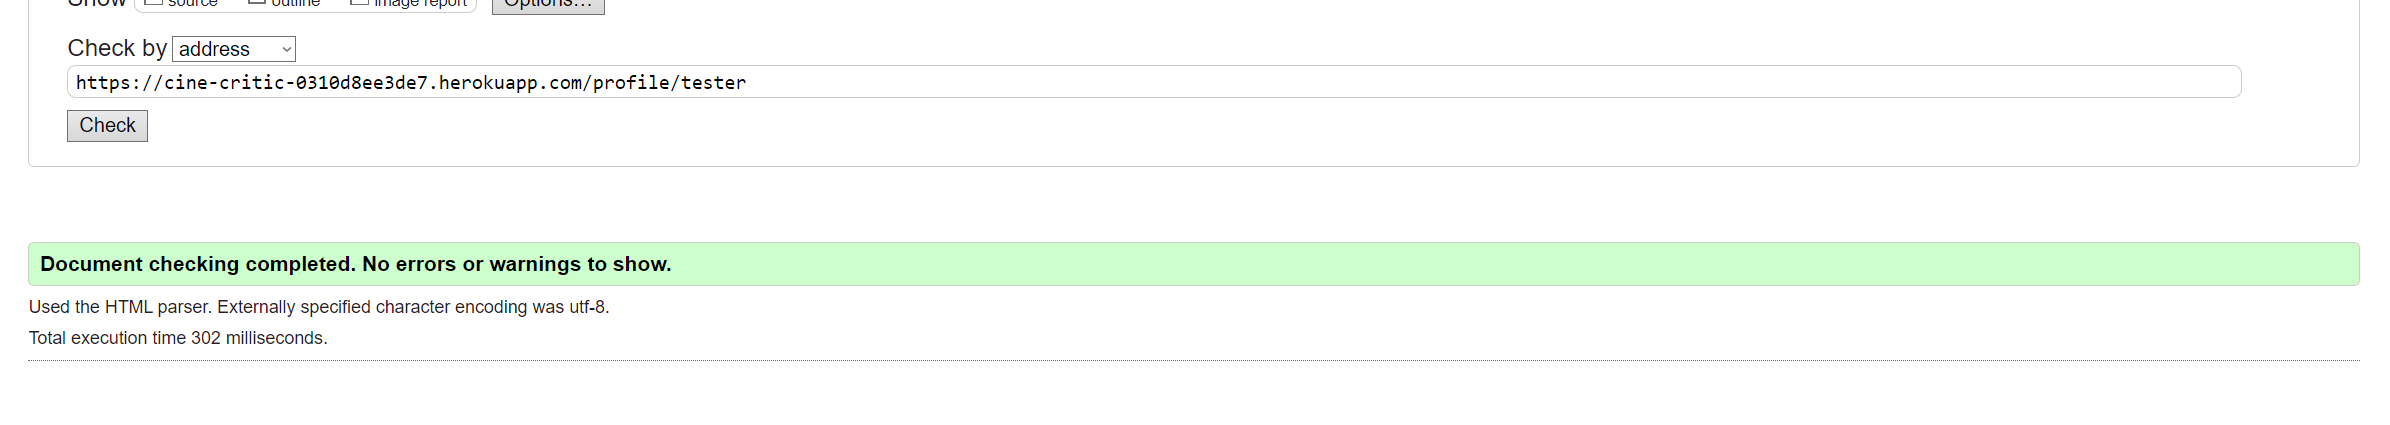 Show source outline image report Options...
Check by address
https://cine-critic-0310d8ee3de7.herokuapp.com/profile/tester
Check
Document checking completed. No errors or warnings to show.
Used the HTML parser. Externally specified character encoding was utf-8.
Total execution time 302 milliseconds.